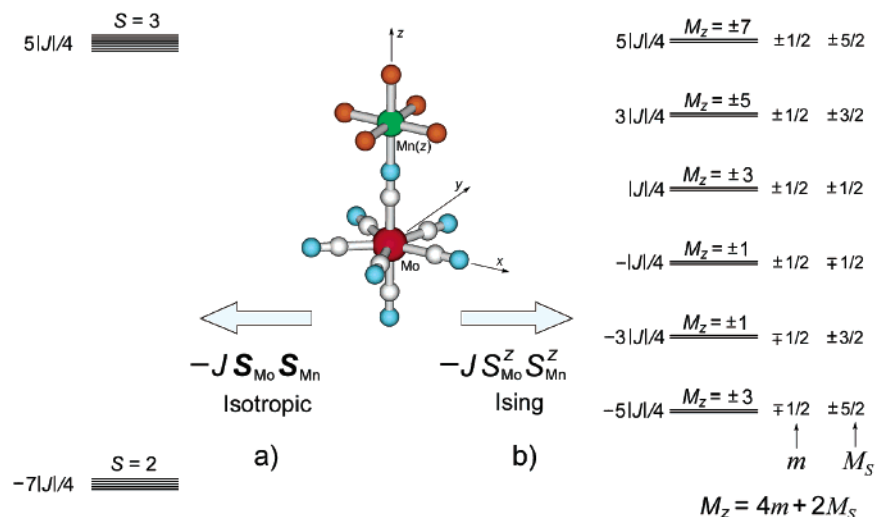 S = 3
5|J|/4
S = 2
−7|J|/4
z
Mn(z)
y
Mo
x
−J S_Mo S_Mn
Isotropic
a)
−J S^z_Mo S^z_Mn
Ising
b)
5|J|/4 M_z = ±7 ±1/2 ±5/2
3|J|/4 M_z = ±5 ±1/2 ±3/2
|J|/4 M_z = ±3 ±1/2 ±1/2
−|J|/4 M_z = ±1 ±1/2 ∓1/2
−3|J|/4 M_z = ±1 ∓1/2 ±3/2
−5|J|/4 M_z = ±3 ∓1/2 ±5/2
m M_S
M_z = 4m + 2M_S